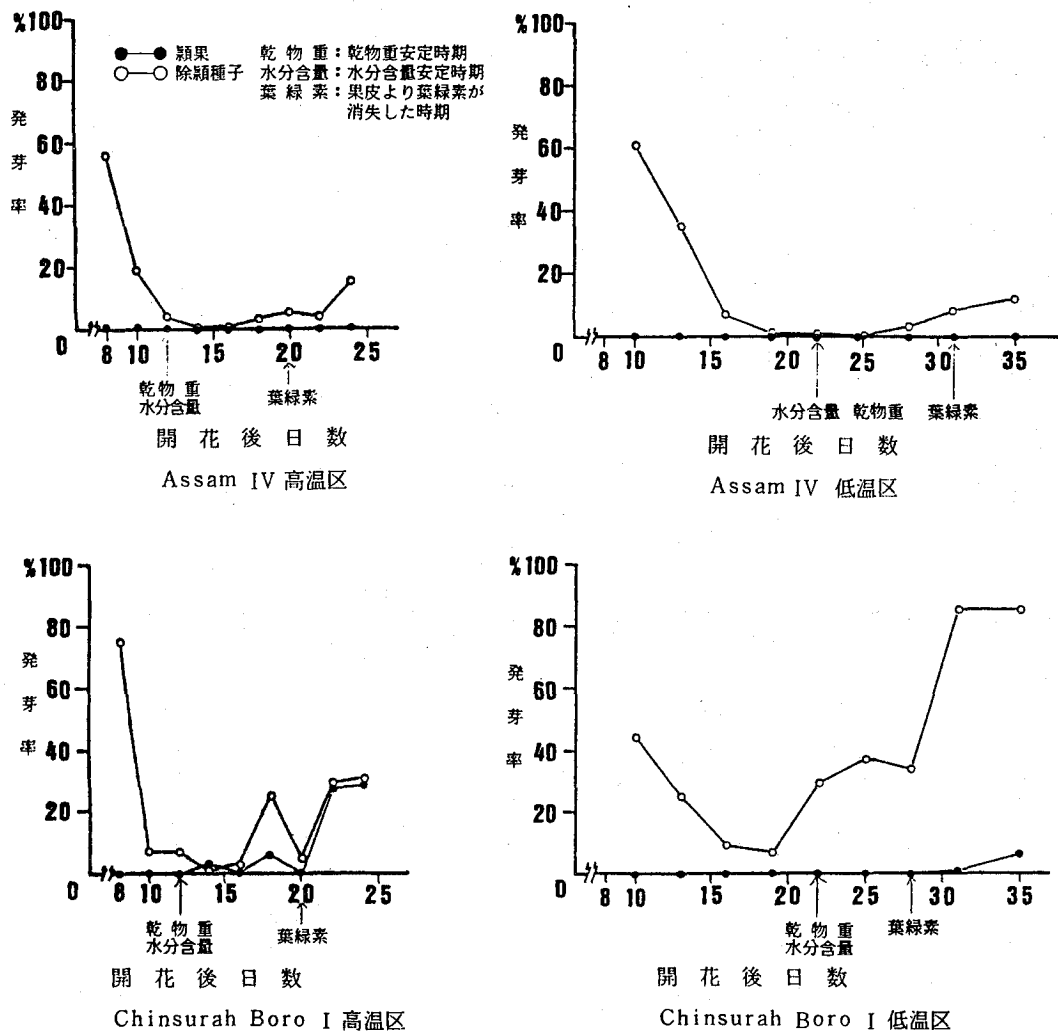 %100
80
60
40
20
0
発芽率
●—● 穎果 乾物重：乾物重安定時期
○—○ 除穎種子 水分含量：水分含量安定時期
葉緑素：果皮より葉緑素が
消失した時期
8 10 15 20 25
乾物重
水分含量
葉緑素
開花後日数
Assam IV 高温区
%100
80
60
40
20
0
発芽率
8 10 15 20 25 30 35
水分含量 乾物重 葉緑素
開花後日数
Assam IV 低温区
%100
80
60
40
20
0
発芽率
8 10 15 20 25
乾物重
水分含量
葉緑素
開花後日数
Chinsurah Boro I 高温区
%100
80
60
40
20
0
発芽率
8 10 15 20 25 30 35
乾物重
水分含量
葉緑素
開花後日数
Chinsurah Boro I 低温区